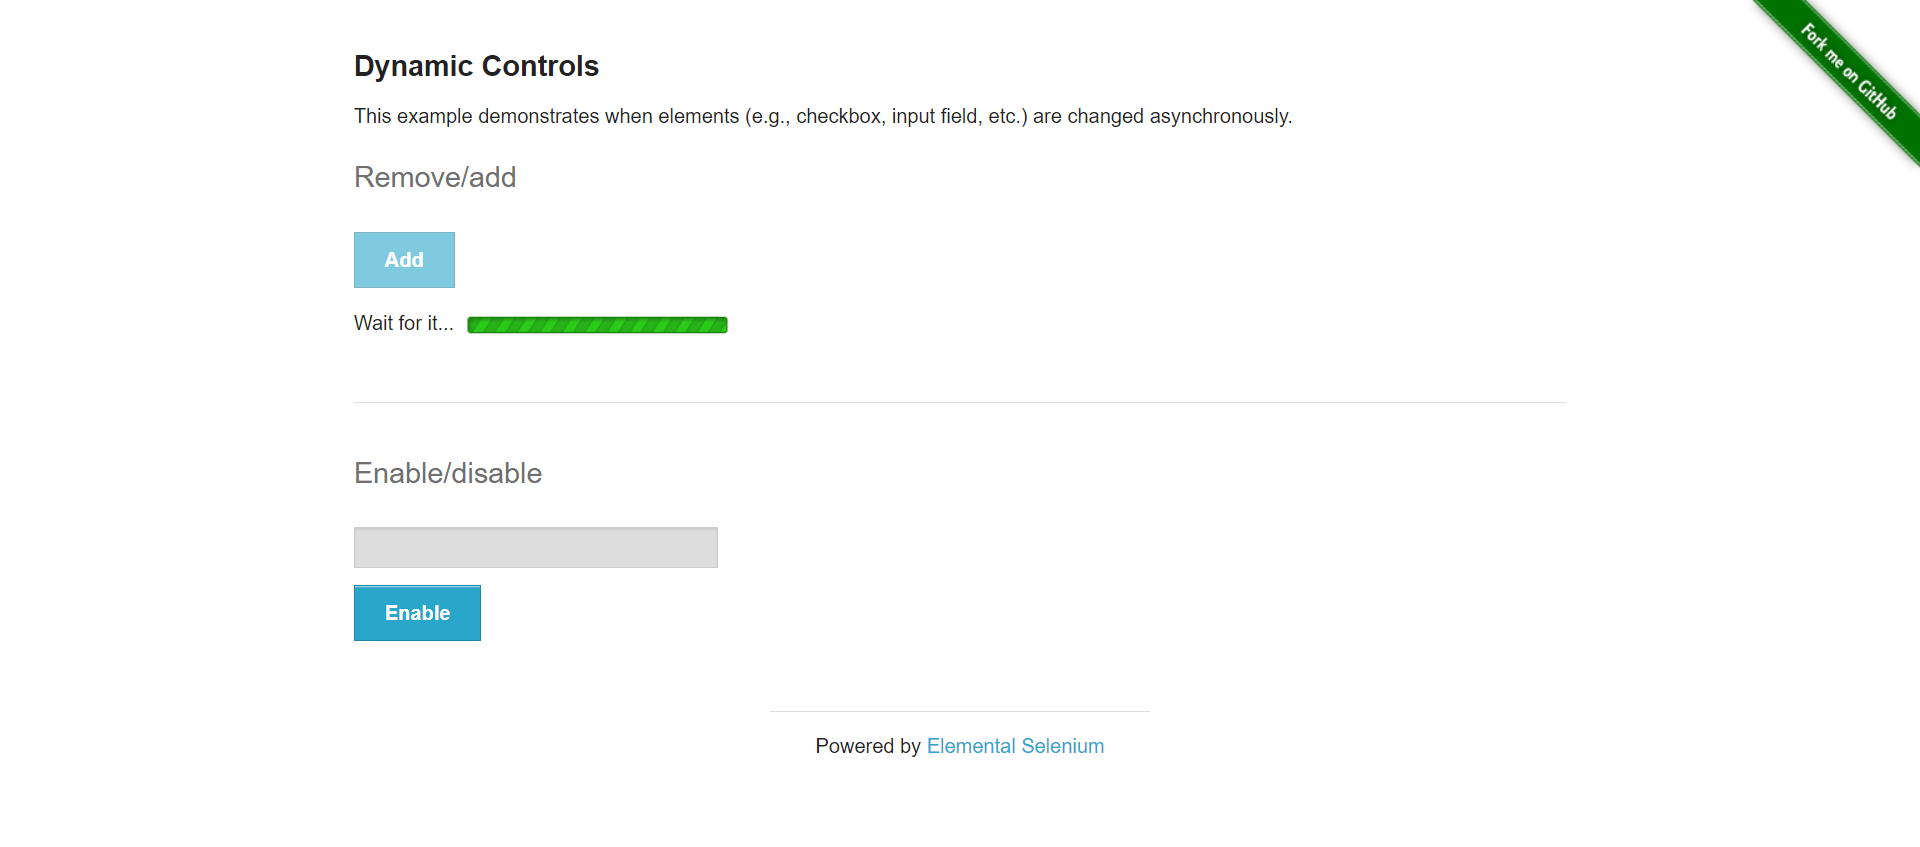 Dynamic Controls
This example demonstrates when elements (e.g., checkbox, input field, etc.) are changed asynchronously.
Remove/add
Add
Wait for it...
Enable/disable
Enable
Powered by Elemental Selenium
Fork me on GitHub